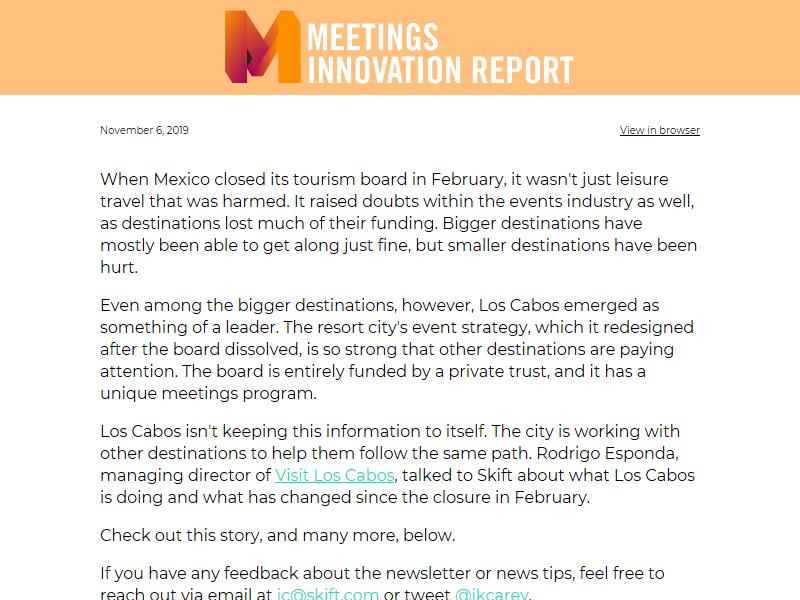 MEETINGS
INNOVATION REPORT
November 6, 2019
View in browser
When Mexico closed its tourism board in February, it wasn't just leisure
travel that was harmed. It raised doubts within the events industry as well,
as destinations lost much of their funding. Bigger destinations have
mostly been able to get along just fine, but smaller destinations have been
hurt.
Even among the bigger destinations, however, Los Cabos emerged as
something of a leader. The resort city's event strategy, which it redesigned
after the board dissolved, is so strong that other destinations are paying
attention. The board is entirely funded by a private trust, and it has a
unique meetings program.
Los Cabos isn't keeping this information to itself. The city is working with
other destinations to help them follow the same path. Rodrigo Esponda,
managing director of Visit Los Cabos, talked to Skift about what Los Cabos
is doing and what has changed since the closure in February.
Check out this story, and many more, below.
If you have any feedback about the newsletter or news tips, feel free to
reach out via email at ic@skift.com or tweet @ikcarey.